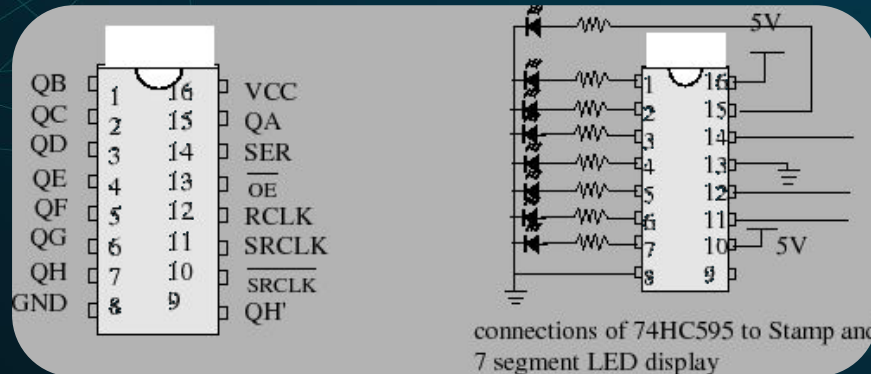 QB 1 16 VCC
QC 2 15 QA
QD 3 14 SER
QE 4 13 OE
QF 5 12 RCLK
QG 6 11 SRCLK
QH 7 10 SRCLK
GND 8 9 QH'
5V
1 16
2 15
3 14
4 13
5 12
6 11
7 10 5V
8 9
connections of 74HC595 to Stamp and
7 segment LED display